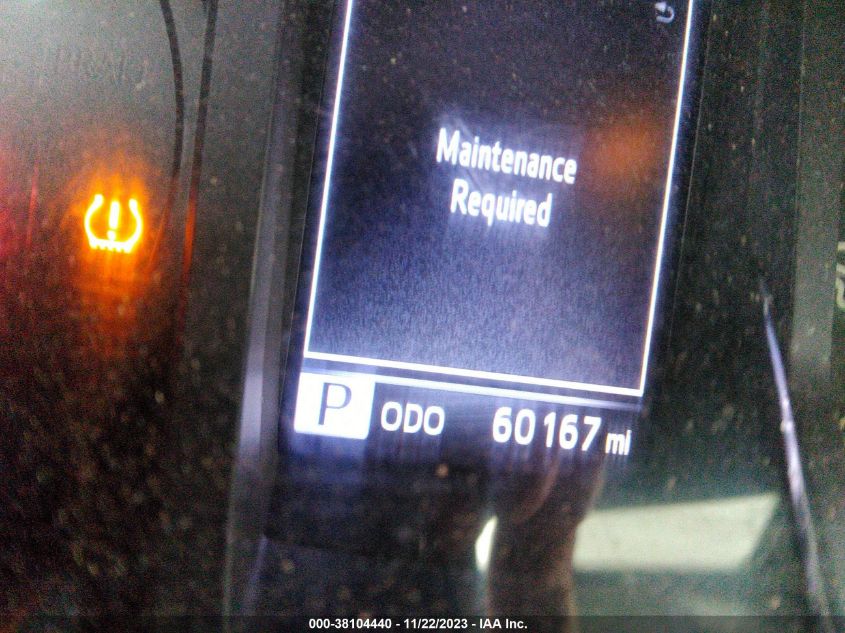 Maintenance
Required
P ODO 60167 mi
000-38104440 - 11/22/2023 - IAA Inc.